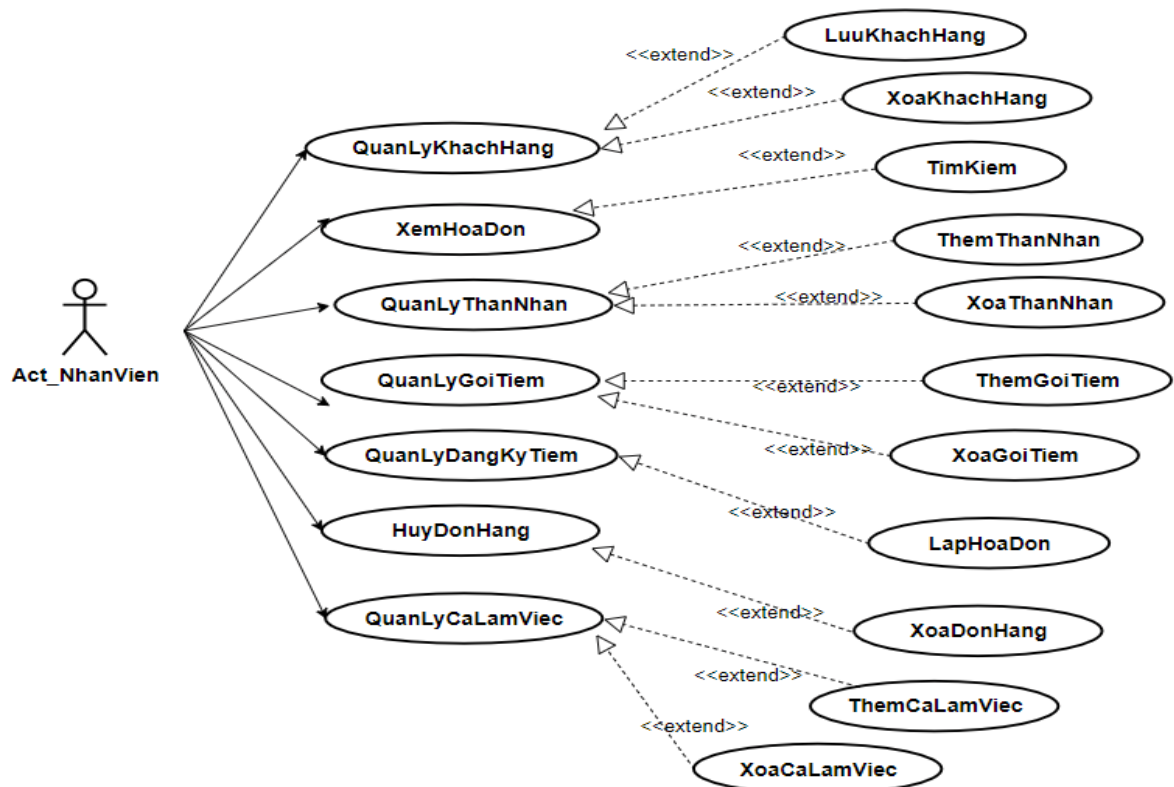 LuuKhachHang
<<extend>>
<<extend>>
XoaKhachHang
QuanLyKhachHang
<<extend>>
TimKiem
XemHoaDon
<<extend>>
ThemThanNhan
QuanLyThanNhan
<<extend>>
XoaThanNhan
Act_NhanVien
QuanLyGoiTiem
<<extend>>
ThemGoiTiem
QuanLyDangKyTiem
<<extend>>
XoaGoiTiem
<<extend>>
HuyDonHang
LapHoaDon
QuanLyCaLamViec
<<extend>>
XoaDonHang
<<extend>>
ThemCaLamViec
<<extend>>
XoaCaLamViec